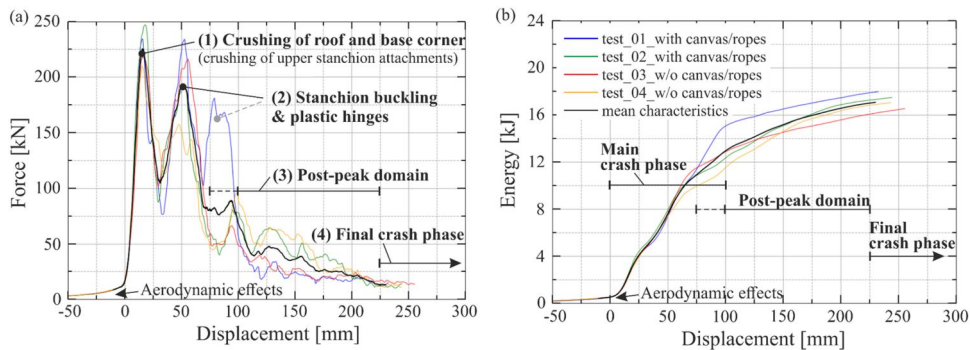 (a)
250
200
150
100
50
0
Force [kN]
(1) Crushing of roof and base corner
(crushing of upper stanchion attachments)
(2) Stanchion buckling
& plastic hinges
(3) Post-peak domain
(4) Final crash phase
Aerodynamic effects
-50 0 50 100 150 200 250 300
Displacement [mm]
(b)
24
20
16
12
8
4
0
Energy [kJ]
test_01_with canvas/ropes
test_02_with canvas/ropes
test_03_w/o canvas/ropes
test_04_w/o canvas/ropes
mean characteristics
Main
crash phase
Post-peak domain
Final
crash phase
Aerodynamic effects
-50 0 50 100 150 200 250 300
Displacement [mm]